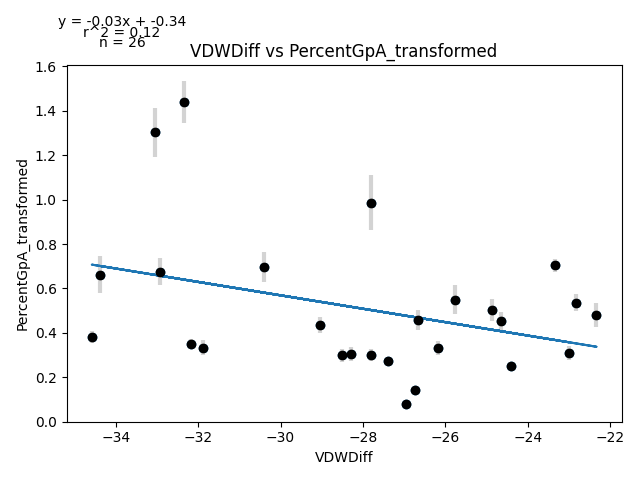 y = -0.03x + -0.34
r^2 = 0.12
n = 26
VDWDiff vs PercentGpA_transformed
PercentGpA_transformed
1.6
1.4
1.2
1.0
0.8
0.6
0.4
0.2
0.0
−34 −32 −30 −28 −26 −24 −22
VDWDiff